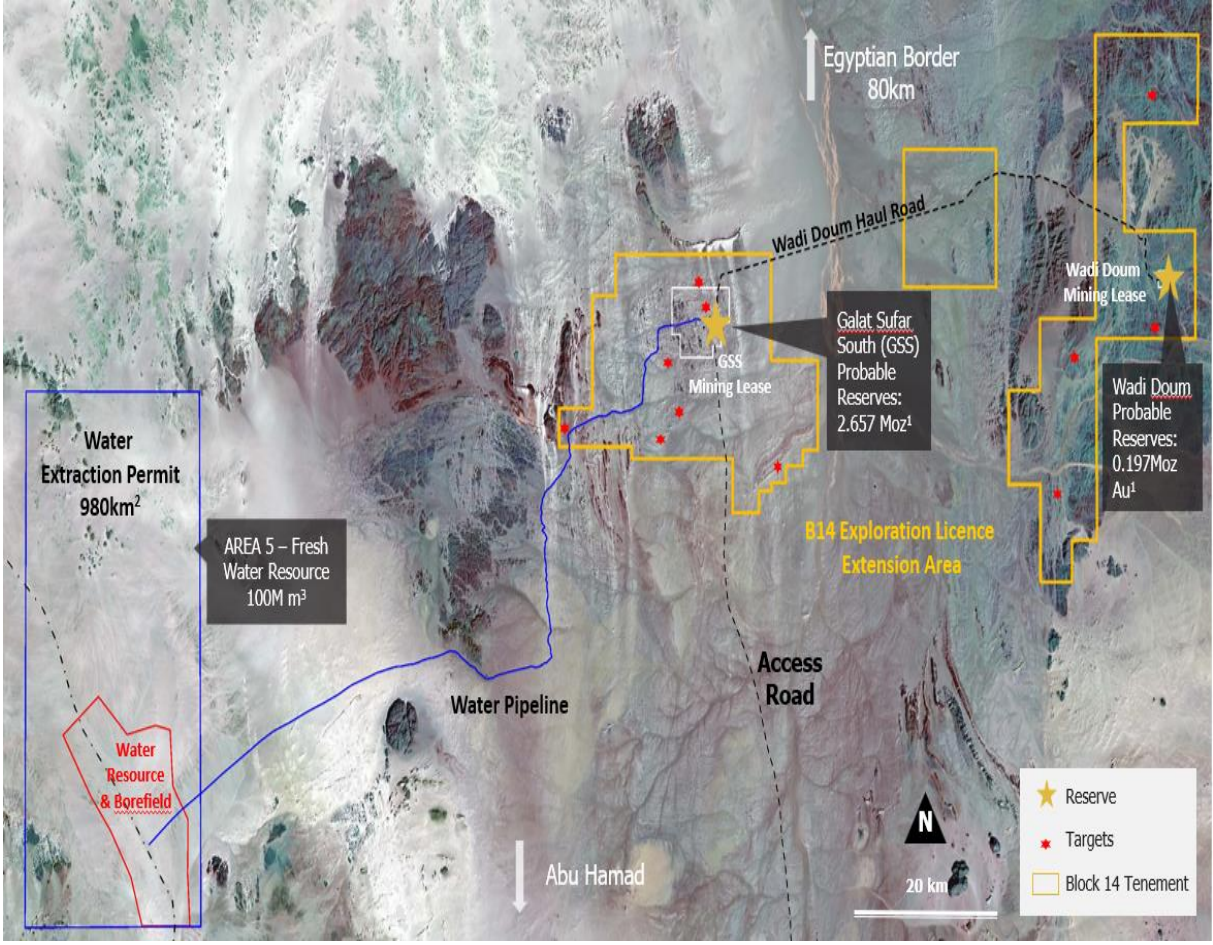 Egyptian Border
80km
Wadi Doum Haul Road
Wadi Doum
Mining Lease
Galat Sufar
South (GSS)
Probable
Reserves:
2.657 Moz¹
GSS
Mining Lease
Wadi Doum
Probable
Reserves:
0.197Moz
Au¹
Water
Extraction Permit
980km²
AREA 5 – Fresh
Water Resource
100M m³
B14 Exploration Licence
Extension Area
Access
Road
Water Pipeline
Water
Resource
& Borefield
Abu Hamad
N
20 km
Reserve
Targets
Block 14 Tenement